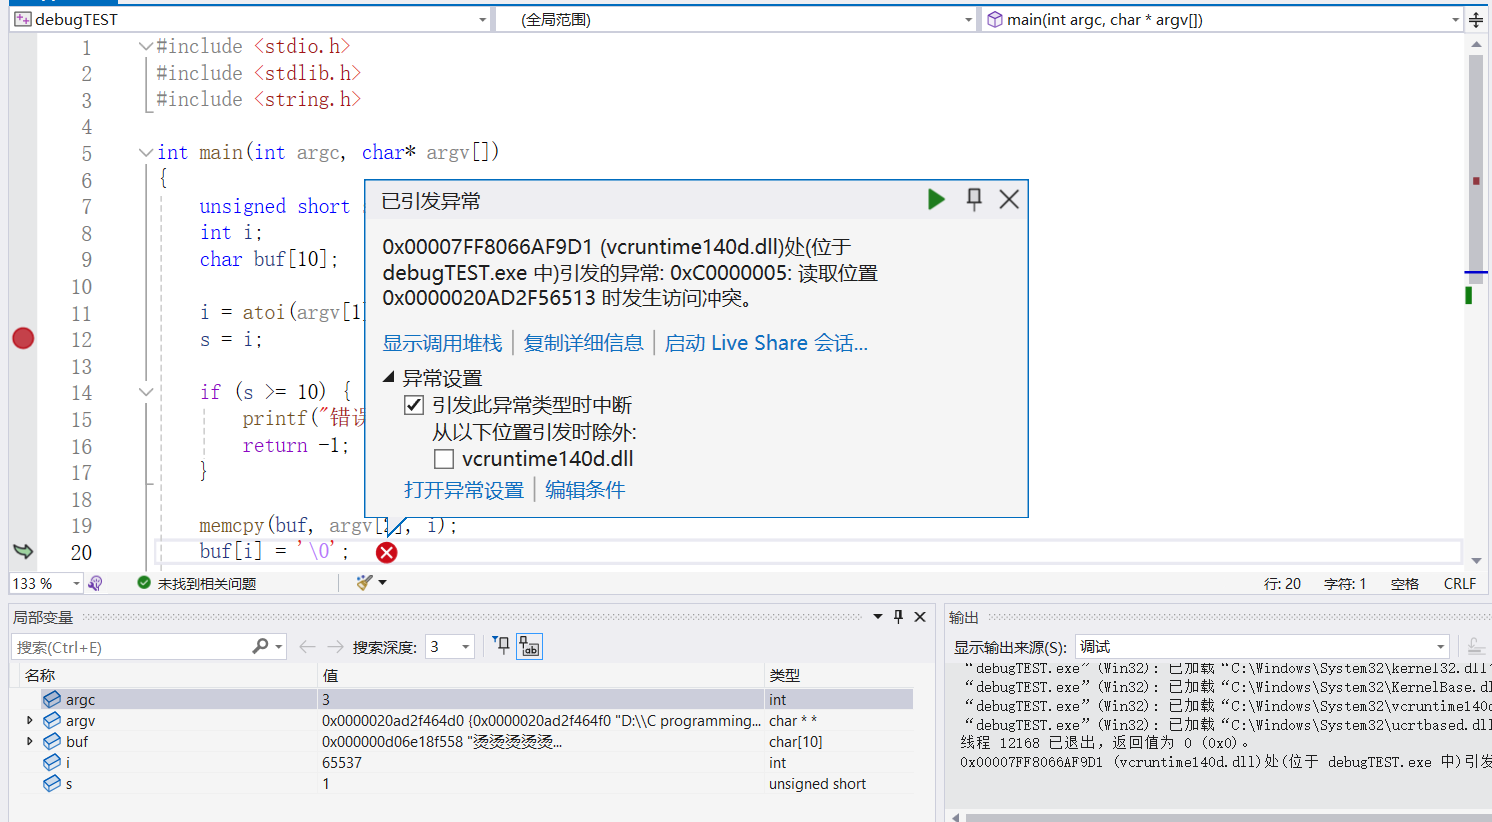 debugTEST
(全局范围)
main(int argc, char * argv[])
1 #include <stdio.h>
2 #include <stdlib.h>
3 #include <string.h>
4
5 int main(int argc, char* argv[])
6 {
7 unsigned short
8 int i;
9 char buf[10];
10
11 i = atoi(argv[1]
12 s = i;
13
14 if (s >= 10) {
15 printf("错误
16 return -1;
17 }
18
19 memcpy(buf, argv[2], i);
20 buf[i] = '\0';
已引发异常
0x00007FF8066AF9D1 (vcruntime140d.dll)处(位于
debugTEST.exe 中)引发的异常: 0xC0000005: 读取位置
0x0000020AD2F56513 时发生访问冲突。
显示调用堆栈 | 复制详细信息 | 启动 Live Share 会话...
异常设置
引发此异常类型时中断
从以下位置引发时除外:
vcruntime140d.dll
打开异常设置 | 编辑条件
133 %
未找到相关问题
行: 20 字符: 1 空格 CRLF
局部变量
搜索(Ctrl+E)
搜索深度: 3
名称 值 类型
argc 3 int
argv 0x0000020ad2f464d0 {0x0000020ad2f464f0 "D:\\C programming... char * *
buf 0x000000d06e18f558 "烫烫烫烫烫... char[10]
i 65537 int
s 1 unsigned short
输出
显示输出来源(S): 调试
“debugTEST.exe” (Win32): 已加载 “C:\Windows\System32\kernel32.dll”
“debugTEST.exe” (Win32): 已加载 “C:\Windows\System32\KernelBase.dl
“debugTEST.exe” (Win32): 已加载 “C:\Windows\System32\vcruntime140d
“debugTEST.exe” (Win32): 已加载 “C:\Windows\System32\ucrtbased.dll
线程 12168 已退出，返回值为 0 (0x0)。
0x00007FF8066AF9D1 (vcruntime140d.dll)处(位于 debugTEST.exe 中)引发